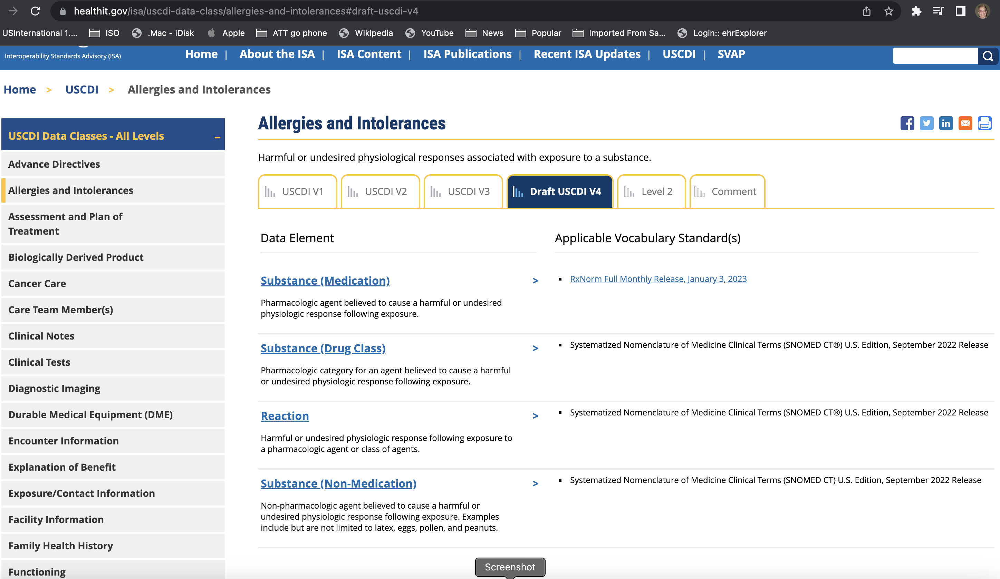 healthit.gov/isa/uscdi-data-class/allergies-and-intolerances#draft-uscdi-v4
USInternational 1.... ISO .Mac - iDisk Apple ATT go phone Wikipedia YouTube News Popular Imported From Sa... Login:: ehrExplorer
Interoperability Standards Advisory (ISA)
Home | About the ISA | ISA Content | ISA Publications | Recent ISA Updates | USCDI | SVAP
Home > USCDI > Allergies and Intolerances
USCDI Data Classes - All Levels –
Advance Directives
Allergies and Intolerances
Assessment and Plan of
Treatment
Biologically Derived Product
Cancer Care
Care Team Member(s)
Clinical Notes
Clinical Tests
Diagnostic Imaging
Durable Medical Equipment (DME)
Encounter Information
Explanation of Benefit
Exposure/Contact Information
Facility Information
Family Health History
Functioning
Allergies and Intolerances
Harmful or undesired physiological responses associated with exposure to a substance.
USCDI V1 USCDI V2 USCDI V3 Draft USCDI V4 Level 2 Comment
Data Element Applicable Vocabulary Standard(s)
Substance (Medication) > ▪ RxNorm Full Monthly Release, January 3, 2023
Pharmacologic agent believed to cause a harmful or undesired
physiologic response following exposure.
Substance (Drug Class) > ▪ Systematized Nomenclature of Medicine Clinical Terms (SNOMED CT®) U.S. Edition, September 2022 Release
Pharmacologic category for an agent believed to cause a harmful
or undesired physiologic response following exposure.
Reaction > ▪ Systematized Nomenclature of Medicine Clinical Terms (SNOMED CT®) U.S. Edition, September 2022 Release
Harmful or undesired physiologic response following exposure to
a pharmacologic agent or class of agents.
Substance (Non-Medication) > ▪ Systematized Nomenclature of Medicine Clinical Terms (SNOMED CT) U.S. Edition, September 2022 Release
Non-pharmacologic agent believed to cause a harmful or
undesired physiologic response following exposure. Examples
include but are not limited to latex, eggs, pollen, and peanuts.
Screenshot